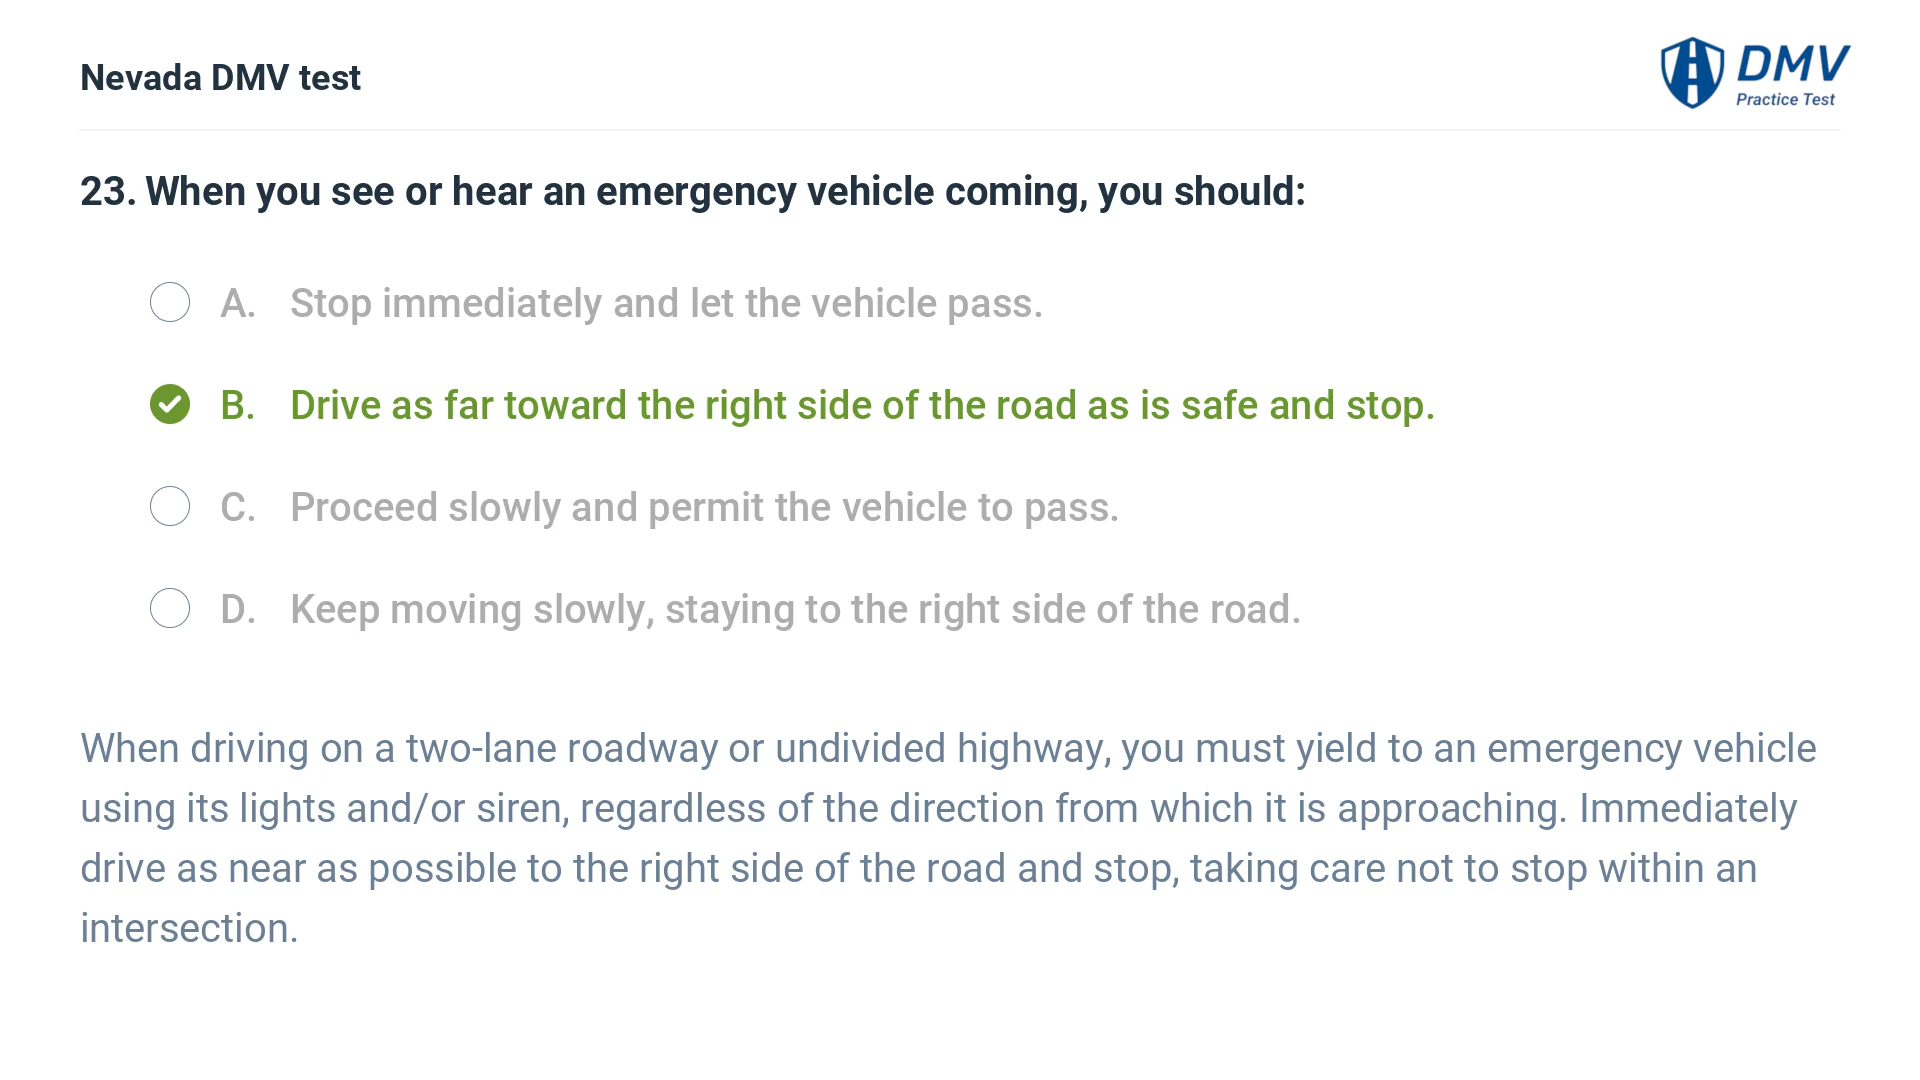 Nevada DMV test
DMV
Practice Test
23. When you see or hear an emergency vehicle coming, you should:
A. Stop immediately and let the vehicle pass.
B. Drive as far toward the right side of the road as is safe and stop.
C. Proceed slowly and permit the vehicle to pass.
D. Keep moving slowly, staying to the right side of the road.
When driving on a two-lane roadway or undivided highway, you must yield to an emergency vehicle
using its lights and/or siren, regardless of the direction from which it is approaching. Immediately
drive as near as possible to the right side of the road and stop, taking care not to stop within an
intersection.